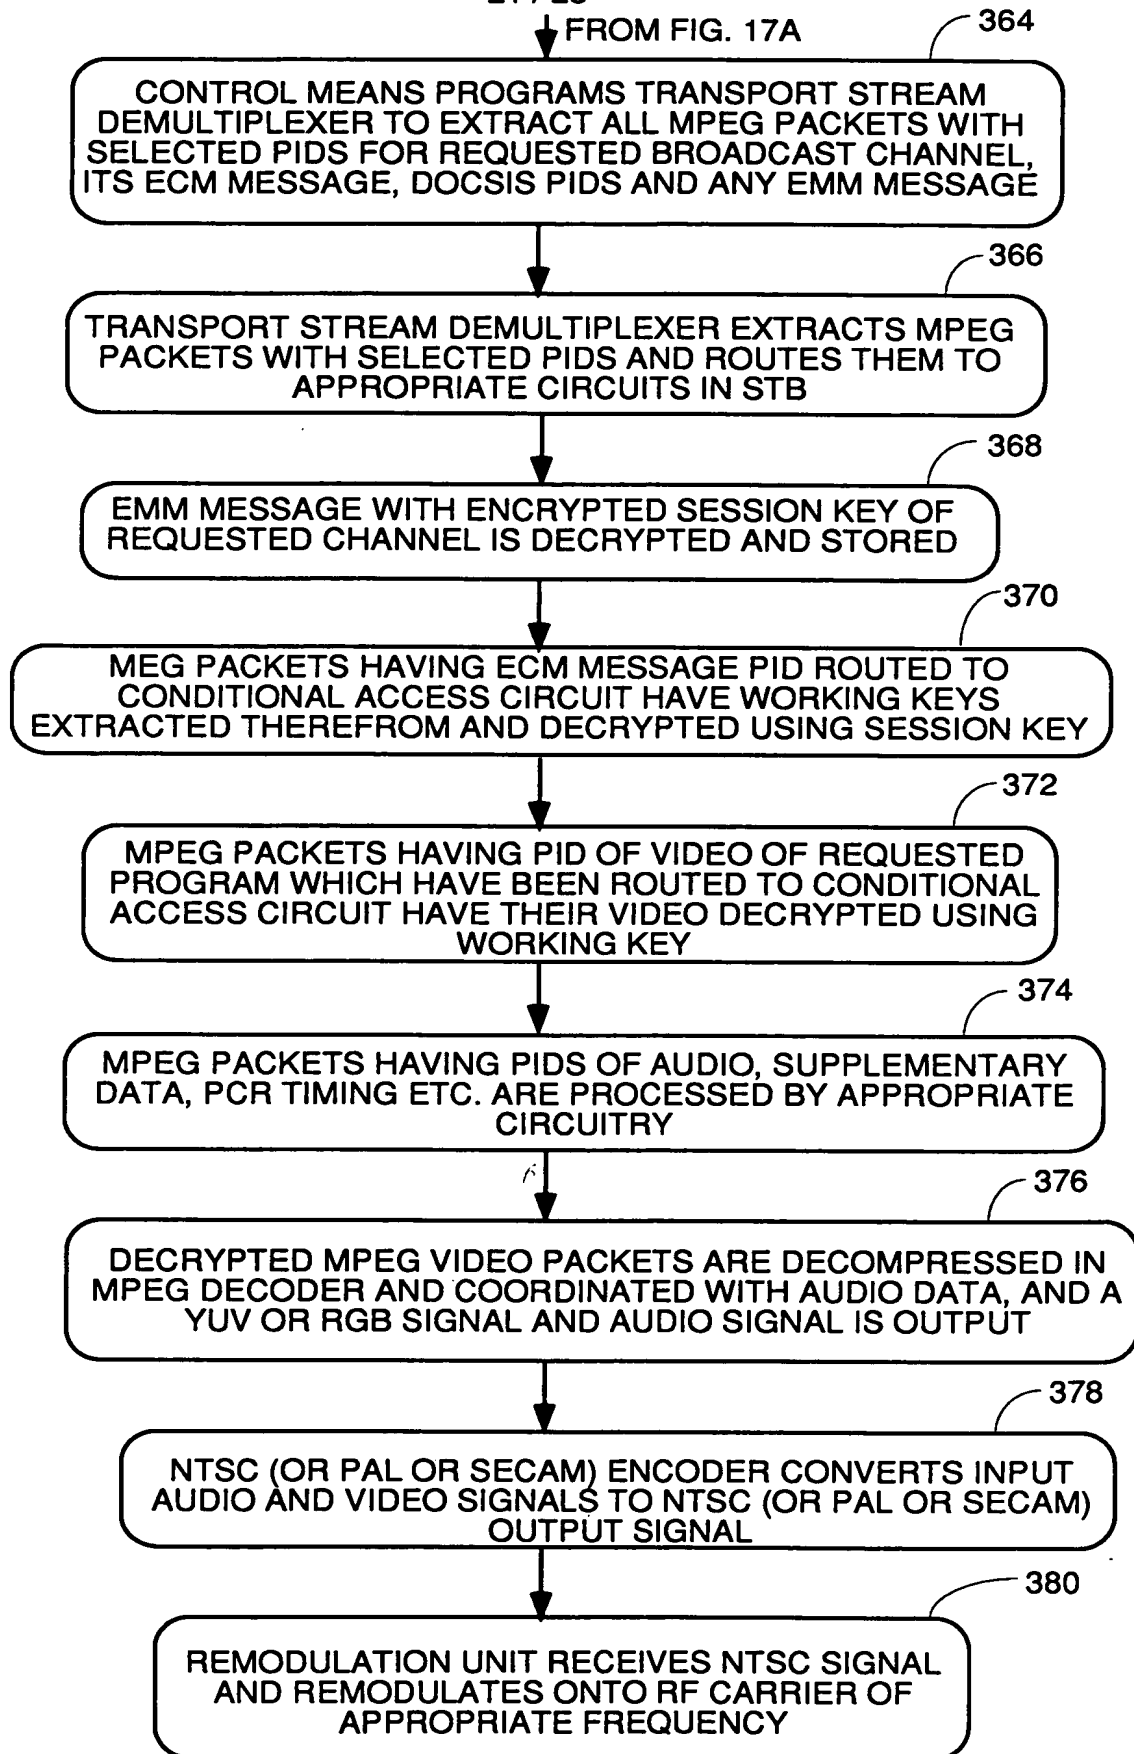 FROM FIG. 17A
364
CONTROL MEANS PROGRAMS TRANSPORT STREAM
DEMULTIPLEXER TO EXTRACT ALL MPEG PACKETS WITH
SELECTED PIDS FOR REQUESTED BROADCAST CHANNEL,
ITS ECM MESSAGE, DOCSIS PIDS AND ANY EMM MESSAGE
366
TRANSPORT STREAM DEMULTIPLEXER EXTRACTS MPEG
PACKETS WITH SELECTED PIDS AND ROUTES THEM TO
APPROPRIATE CIRCUITS IN STB
368
EMM MESSAGE WITH ENCRYPTED SESSION KEY OF
REQUESTED CHANNEL IS DECRYPTED AND STORED
370
MEG PACKETS HAVING ECM MESSAGE PID ROUTED TO
CONDITIONAL ACCESS CIRCUIT HAVE WORKING KEYS
EXTRACTED THEREFROM AND DECRYPTED USING SESSION KEY
372
MPEG PACKETS HAVING PID OF VIDEO OF REQUESTED
PROGRAM WHICH HAVE BEEN ROUTED TO CONDITIONAL
ACCESS CIRCUIT HAVE THEIR VIDEO DECRYPTED USING
WORKING KEY
374
MPEG PACKETS HAVING PIDS OF AUDIO, SUPPLEMENTARY
DATA, PCR TIMING ETC. ARE PROCESSED BY APPROPRIATE
CIRCUITRY
376
DECRYPTED MPEG VIDEO PACKETS ARE DECOMPRESSED IN
MPEG DECODER AND COORDINATED WITH AUDIO DATA, AND A
YUV OR RGB SIGNAL AND AUDIO SIGNAL IS OUTPUT
378
NTSC (OR PAL OR SECAM) ENCODER CONVERTS INPUT
AUDIO AND VIDEO SIGNALS TO NTSC (OR PAL OR SECAM)
OUTPUT SIGNAL
380
REMODULATION UNIT RECEIVES NTSC SIGNAL
AND REMODULATES ONTO RF CARRIER OF
APPROPRIATE FREQUENCY